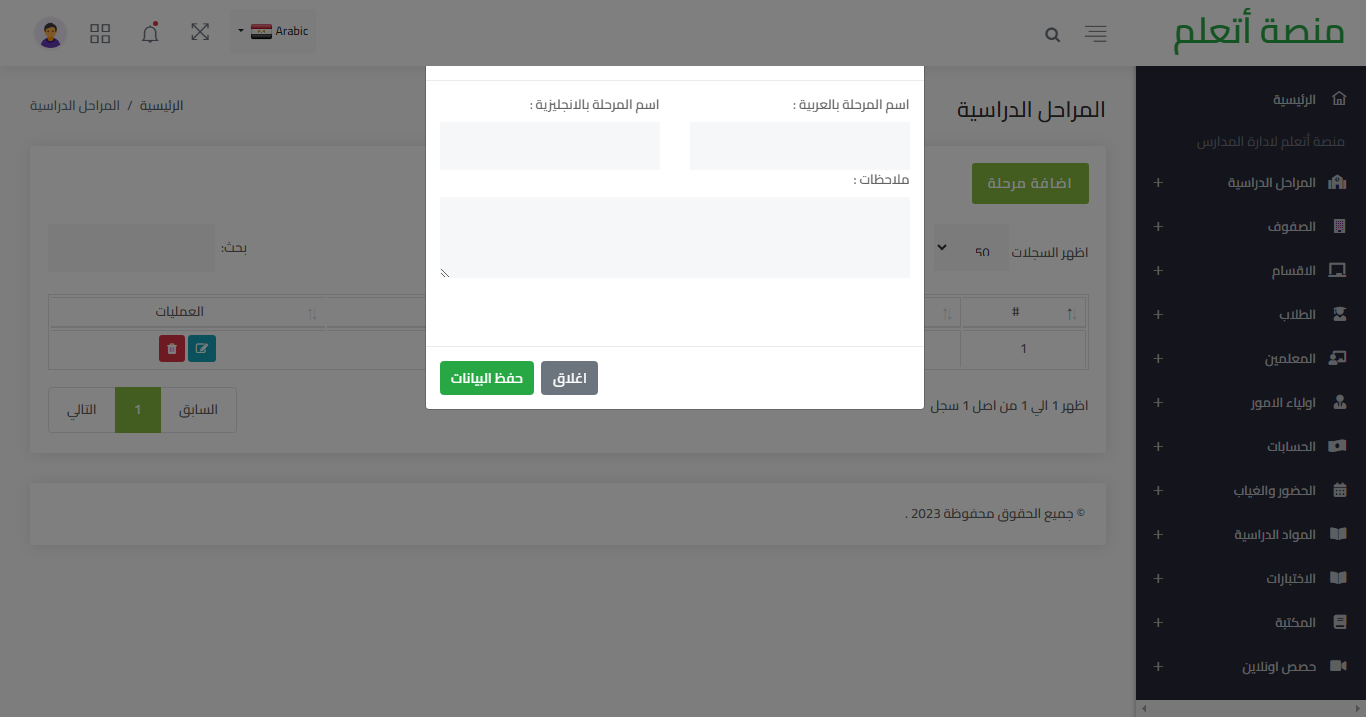 منصة أتعلم
Arabic
الرئيسية
منصة أتعلم لادارة المدارس
المراحل الدراسية
الصفوف
الاقسام
الطلاب
المعلمين
اولياء الامور
الحسابات
الحضور والغياب
المواد الدراسية
الاختبارات
المكتبة
حصص اونلاين
المراحل الدراسية
الرئيسية / المراحل الدراسية
اضافة مرحلة
اظهر السجلات 50
بحث:
# العمليات
1
اظهر 1 الي 1 من اصل 1 سجل
السابق 1 التالي
© جميع الحقوق محفوظة 2023 .
اسم المرحلة بالعربية : اسم المرحلة بالانجليزية :
ملاحظات :
اغلاق حفظ البيانات